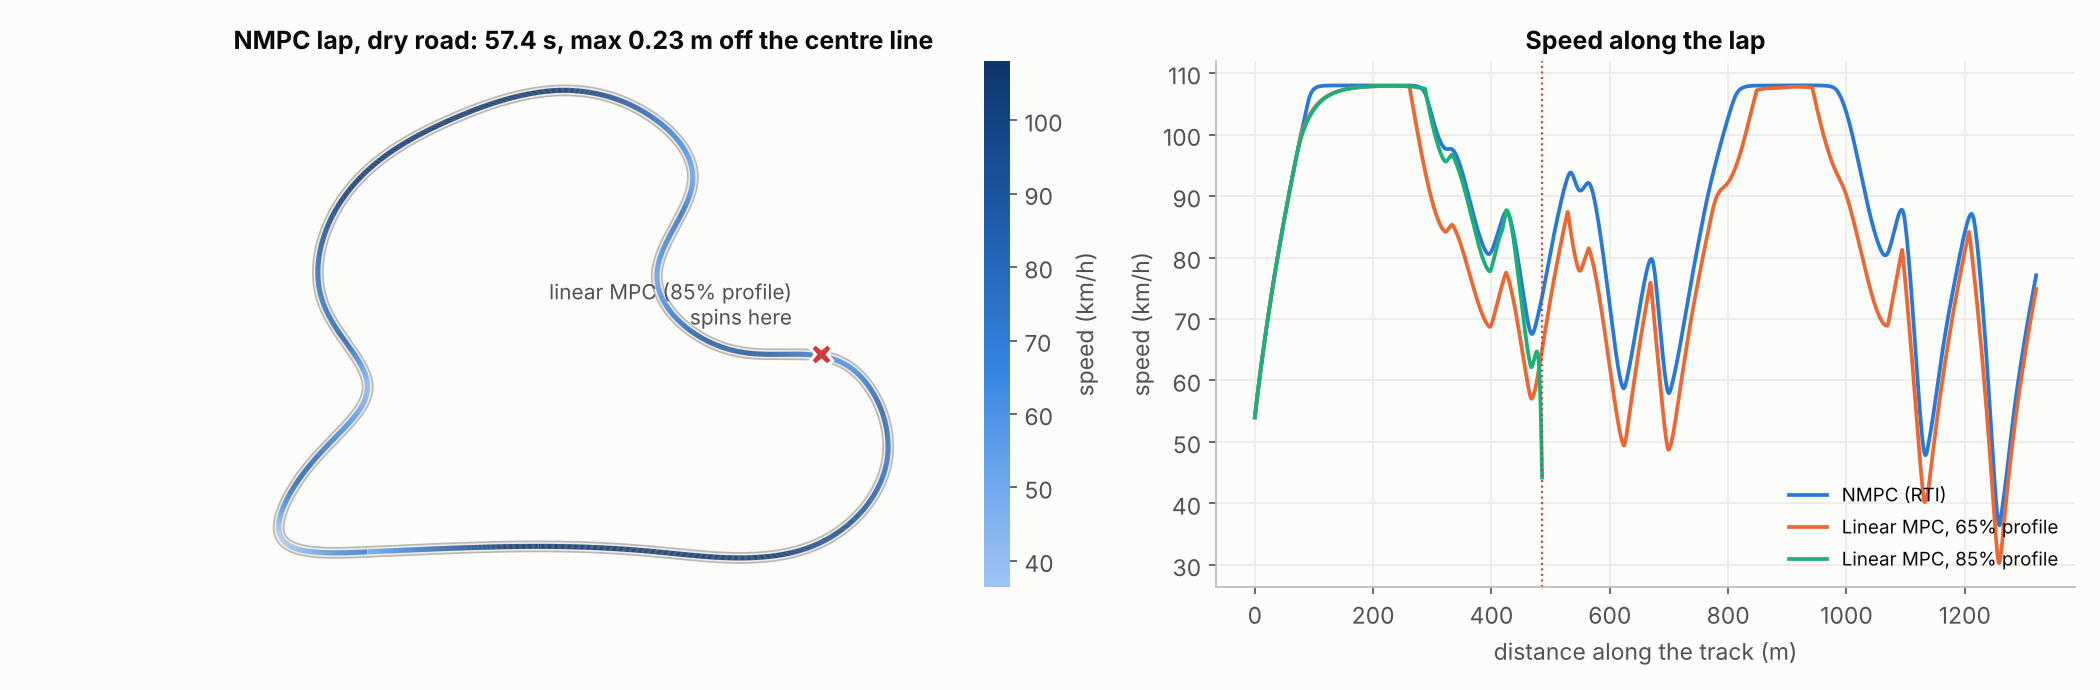 NMPC lap, dry road: 57.4 s, max 0.23 m off the centre line
linear MPC (85% profile)
spins here
100
90
80
70
60
50
40
speed (km/h)
Speed along the lap
speed (km/h)
110
100
90
80
70
60
50
40
30
0
200
400
600
800
1000
1200
distance along the track (m)
NMPC (RTI)
Linear MPC, 65% profile
Linear MPC, 85% profile